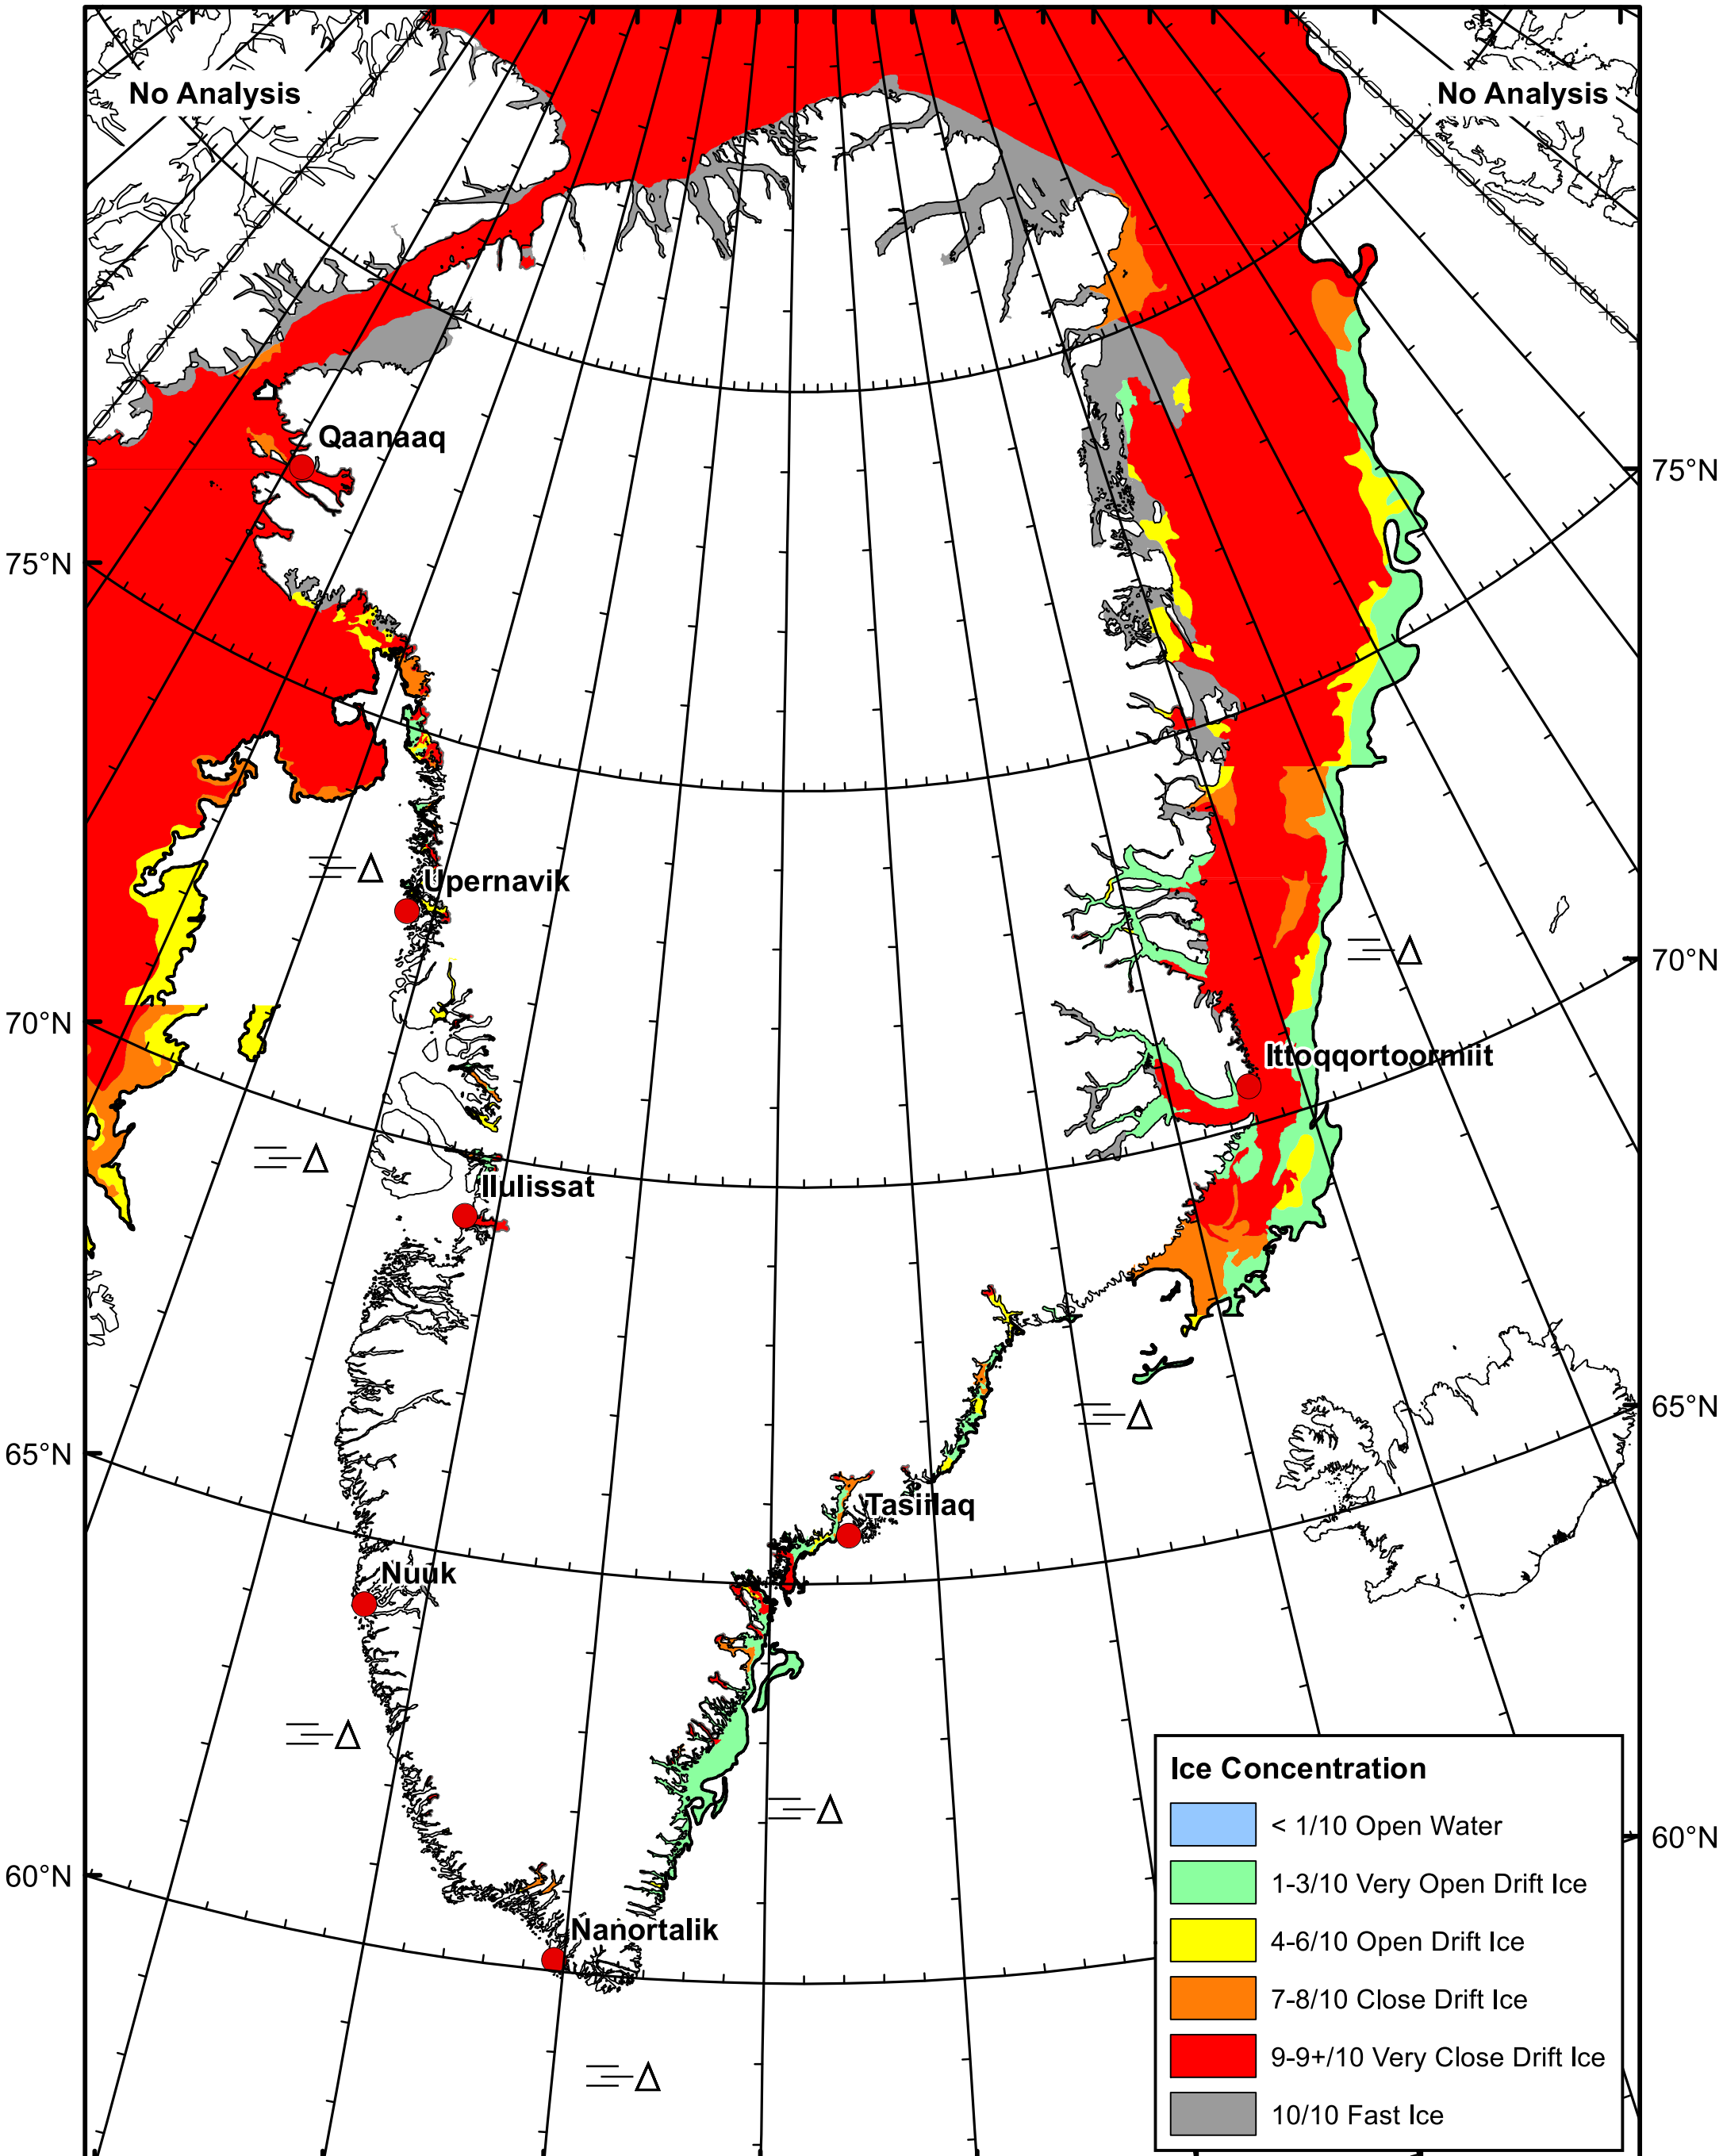 No Analysis
No Analysis
Qaanaaq
75°N
75°N
Upernavik
70°N
70°N
Ittoqqortoormiit
Ilulissat
65°N
65°N
Tasiilaq
Nuuk
60°N
60°N
Nanortalik
Ice Concentration
< 1/10 Open Water
1-3/10 Very Open Drift Ice
4-6/10 Open Drift Ice
7-8/10 Close Drift Ice
9-9+/10 Very Close Drift Ice
10/10 Fast Ice